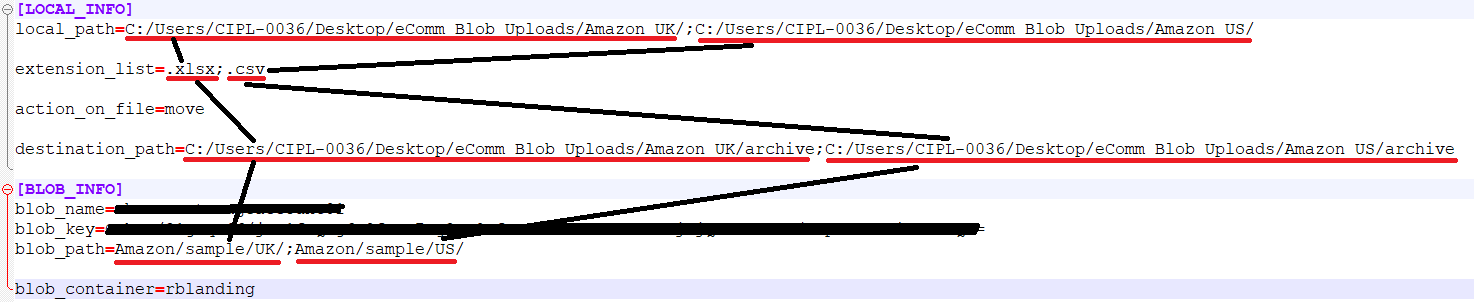 [LOCAL_INFO]
local_path=C:/Users/CIPL-0036/Desktop/eComm Blob Uploads/Amazon UK/;C:/Users/CIPL-0036/Desktop/eComm Blob Uploads/Amazon US/
extension_list=.xlsx;.csv
action_on_file=move
destination_path=C:/Users/CIPL-0036/Desktop/eComm Blob Uploads/Amazon UK/archive;C:/Users/CIPL-0036/Desktop/eComm Blob Uploads/Amazon US/archive
[BLOB_INFO]
blob_name=
blob_key=
blob_path=Amazon/sample/UK/;Amazon/sample/US/
blob_container=rblanding